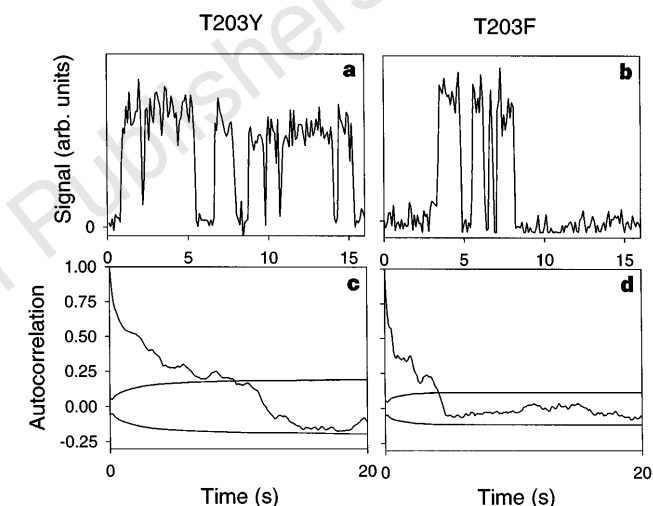 T203Y
T203F
Signal (arb. units)
a
b
0
0
5
10
15
0
5
10
15
Autocorrelation
1.00
0.75
0.50
0.25
0.00
-0.25
c
d
0
20
0
20
Time (s)
Time (s)
Publishers